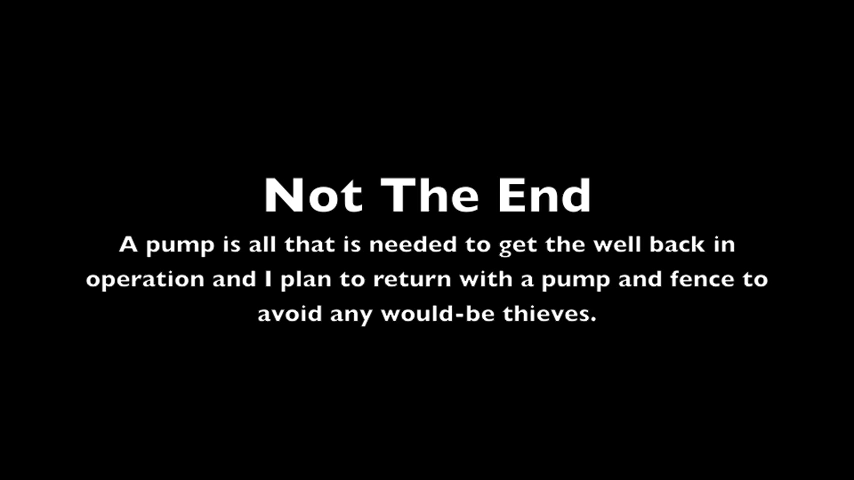 Not The End
A pump is all that is needed to get the well back in
operation and I plan to return with a pump and fence to
avoid any would-be thieves.